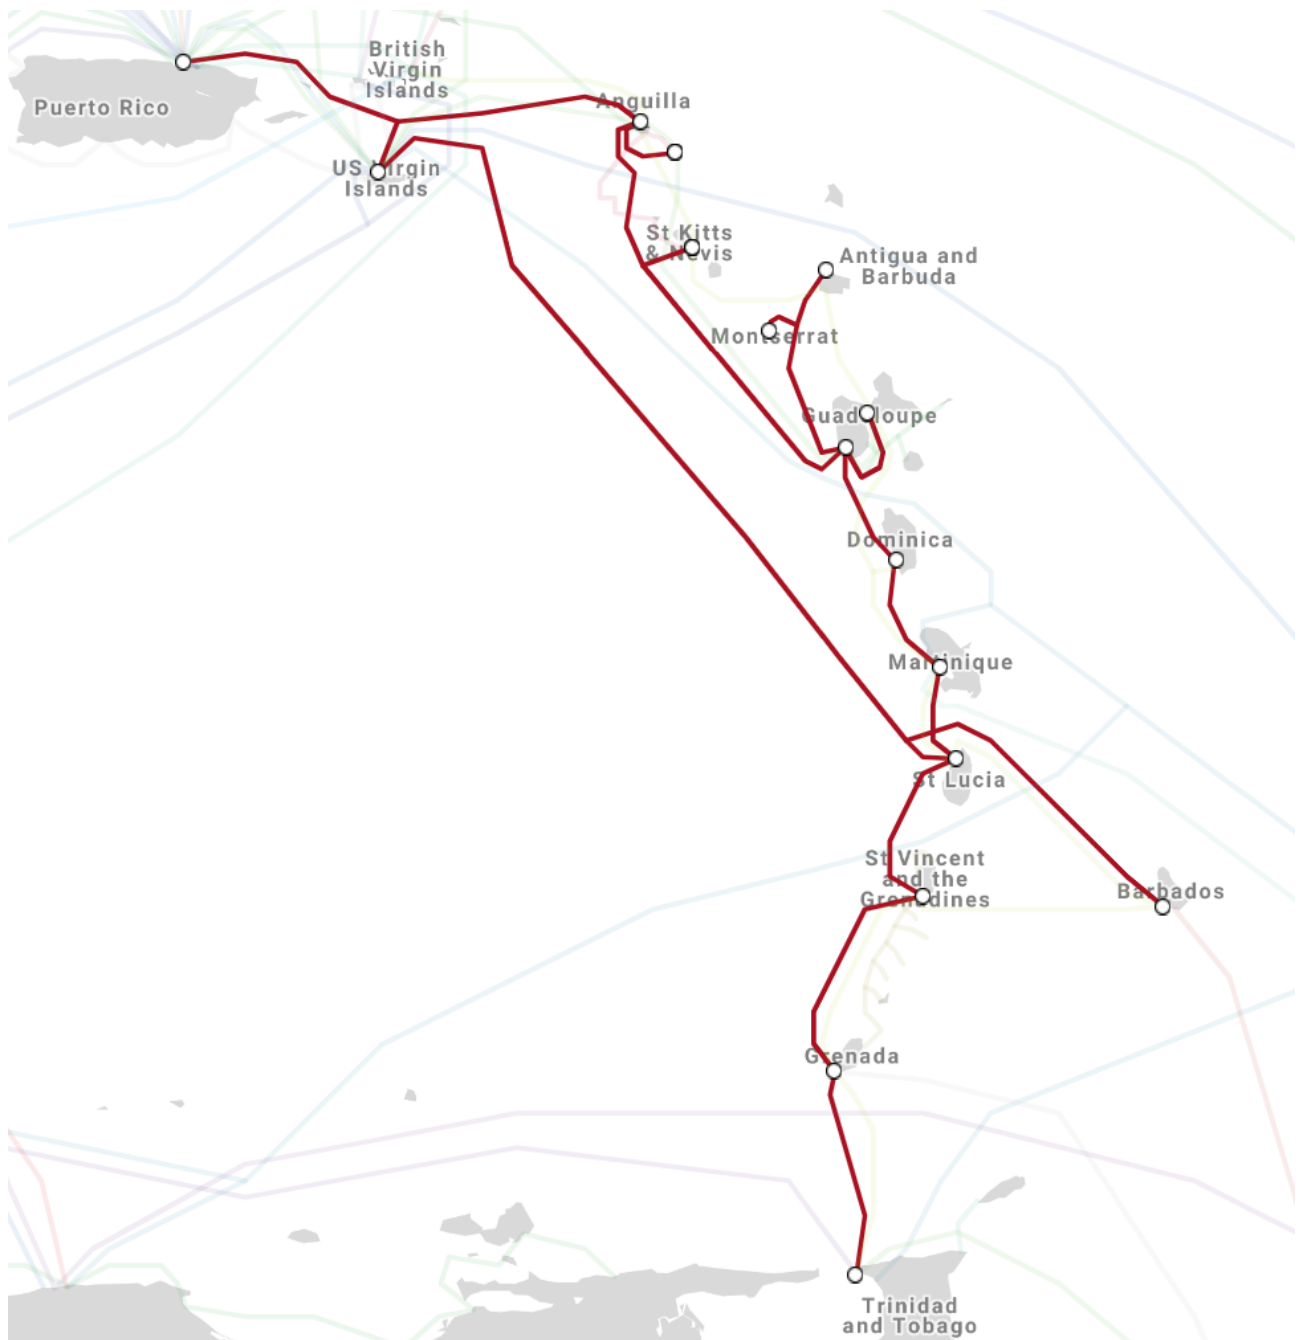 British
Virgin
Islands
Puerto Rico
Anguilla
US Virgin
Islands
St Kitts
& Nevis
Antigua and
Barbuda
Montserrat
Guadeloupe
Dominica
Martinique
St Lucia
St Vincent
and the
Grenadines
Barbados
Grenada
Trinidad
and Tobago